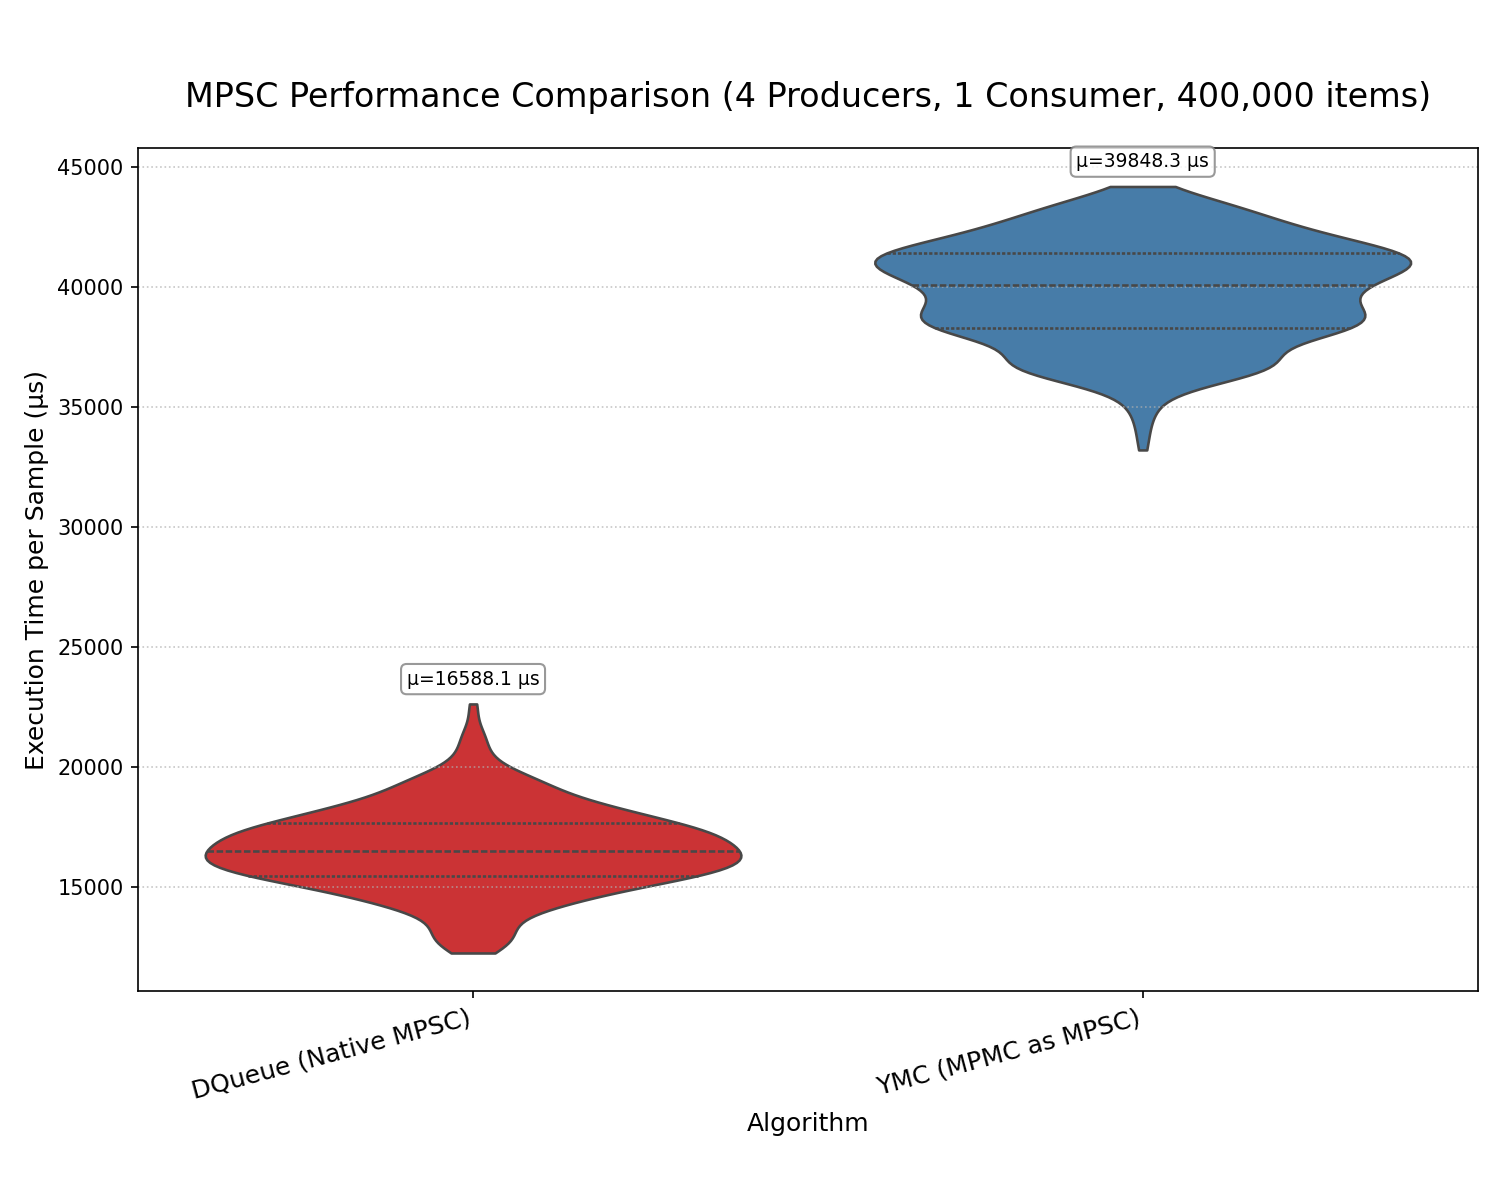 MPSC Performance Comparison (4 Producers, 1 Consumer, 400,000 items)
45000
40000
35000
30000
25000
20000
15000
Execution Time per Sample (µs)
µ=39848.3 µs
µ=16588.1 µs
DQueue (Native MPSC)
YMC (MPMC as MPSC)
Algorithm